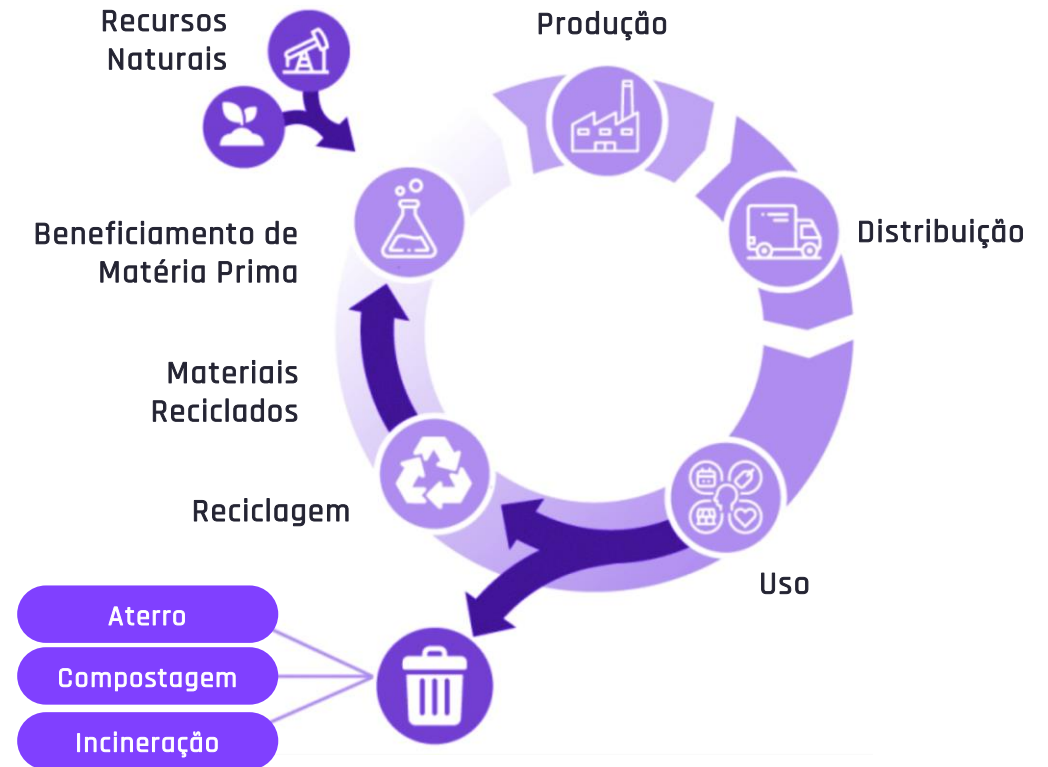 Recursos
Naturais
Produção
Distribuição
Beneficiamento de
Matéria Prima
Materiais
Reciclados
Reciclagem
Uso
Aterro
Compostagem
Incineração